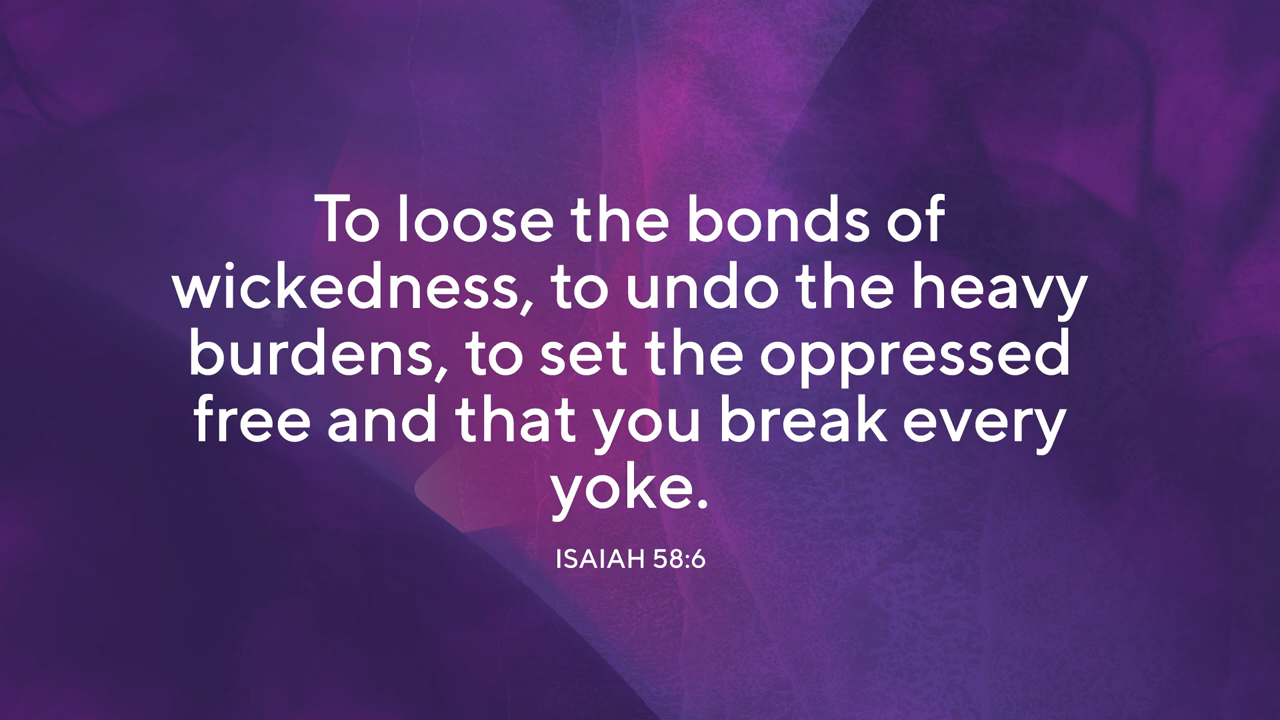 To loose the bonds of
wickedness, to undo the heavy
burdens, to set the oppressed
free and that you break every
yoke.
ISAIAH 58:6